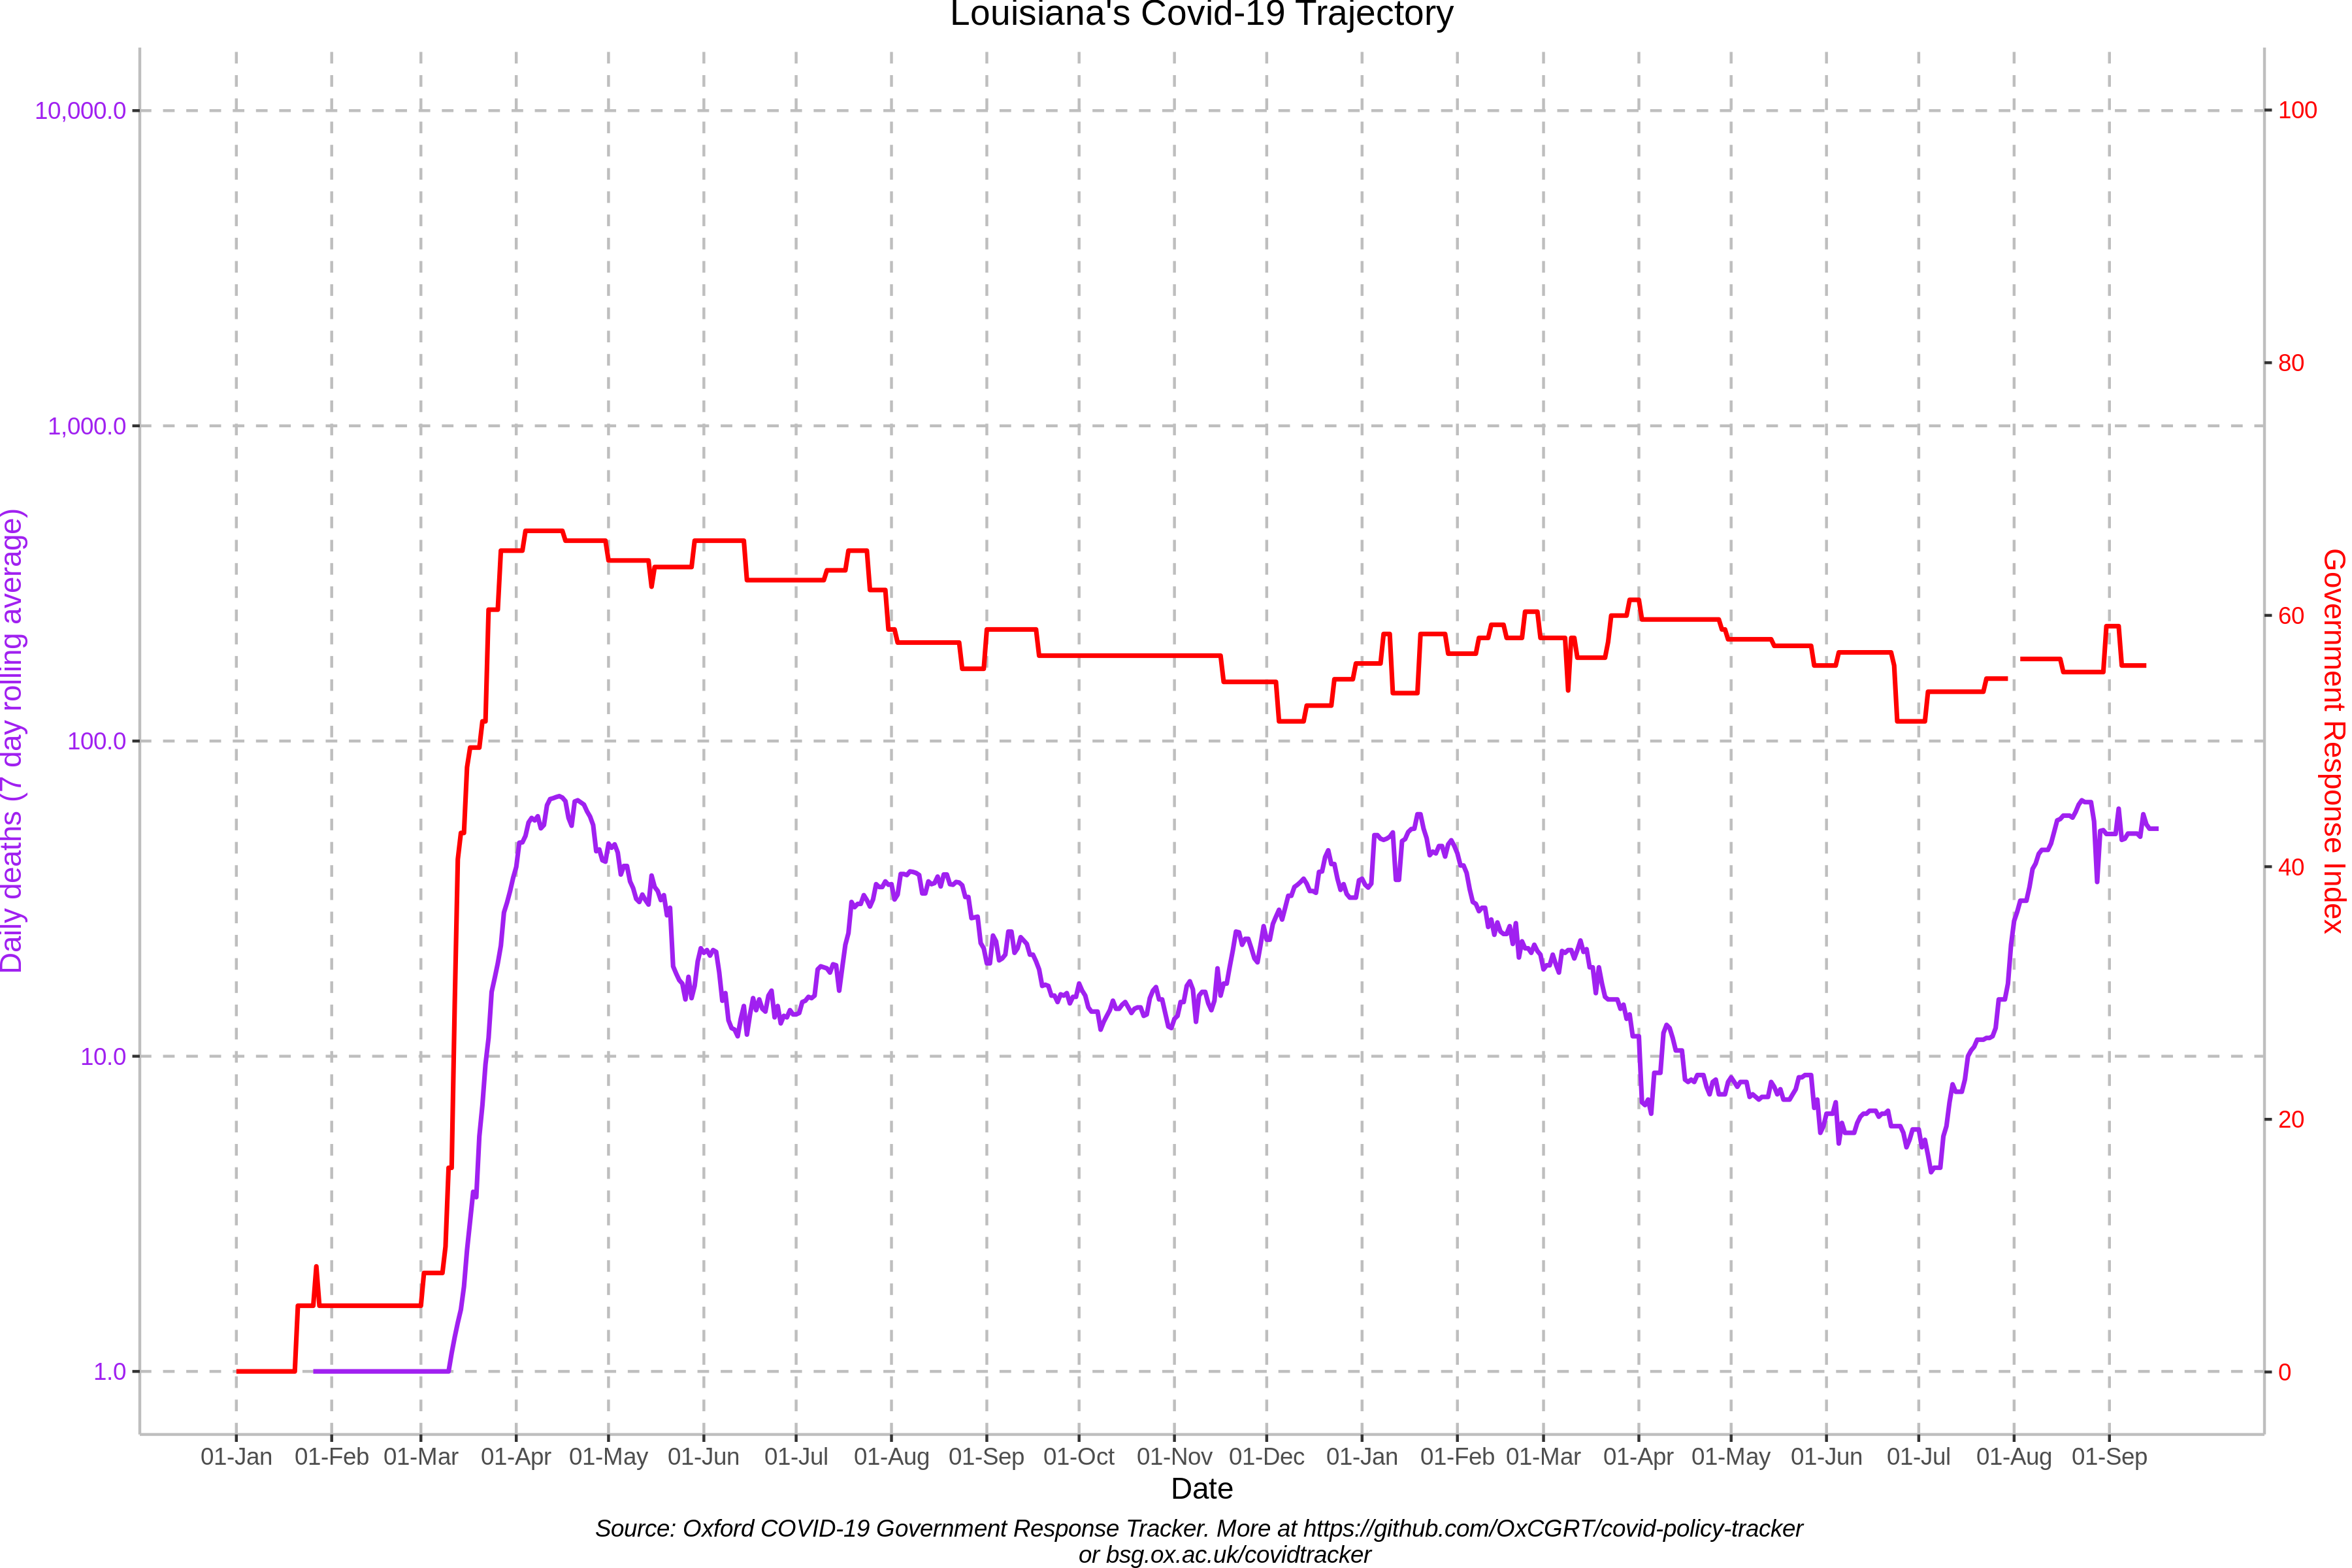 Louisiana's Covid-19 Trajectory
10,000.0
1,000.0
100.0
10.0
1.0
Daily deaths (7 day rolling average)
100
80
60
40
20
0
Government Response Index
01-Jan 01-Feb 01-Mar 01-Apr 01-May 01-Jun 01-Jul 01-Aug 01-Sep 01-Oct 01-Nov 01-Dec 01-Jan 01-Feb 01-Mar 01-Apr 01-May 01-Jun 01-Jul 01-Aug 01-Sep
Date
Source: Oxford COVID-19 Government Response Tracker. More at https://github.com/OxCGRT/covid-policy-tracker
or bsg.ox.ac.uk/covidtracker